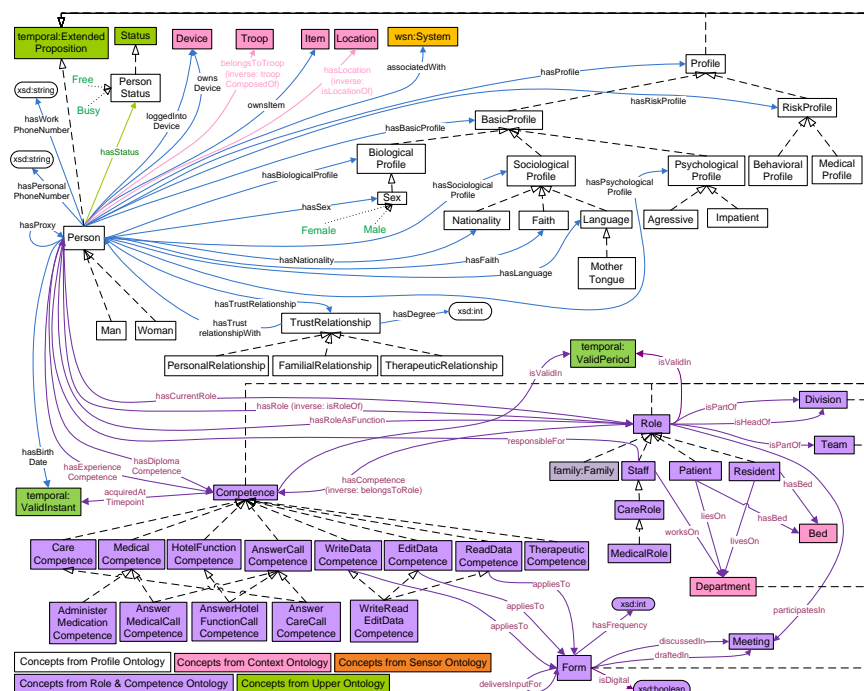 temporal:Extended
Proposition
Status
Device
Troop
Item
Location
wsn:System
Profile
Free
Busy
Person
Status
owns
Device
belongsToTroop
(inverse: troop
ComposedOf)
hasLocation
(inverse:
isLocationOf)
associatedWith
hasProfile
xsd:string
loggedInto
Device
ownsItem
hasRiskProfile
RiskProfile
hasWork
PhoneNumber
hasStatus
hasBasicProfile
BasicProfile
xsd:string
hasBiologicalProfile
Biological
Profile
Sociological
Profile
Psychological
Profile
Behavioral
Profile
Medical
Profile
hasPersonal
PhoneNumber
hasSociological
Profile
hasPsychological
Profile
hasSex
Sex
Female
Male
Nationality
Faith
Language
Agressive
Impatient
hasProxy
Person
hasNationality
hasFaith
hasLanguage
Mother
Tongue
hasTrustRelationship
hasTrust
relationshipWith
TrustRelationship
hasDegree
xsd:int
Man
Woman
PersonalRelationship
FamilialRelationship
TherapeuticRelationship
temporal:
ValidPeriod
isValidIn
isValidIn
hasCurrentRole
hasRole (inverse: isRoleOf)
hasRoleAsFunction
Role
isPartOf
Division
isHeadOf
isPartOf
Team
responsibleFor
hasBirth
Date
hasExperience
Competence
hasDiploma
Competence
hasCompetence
(inverse: belongsToRole)
family:Family
Staff
Patient
Resident
hasBed
temporal:
ValidInstant
acquiredAt
Timepoint
Competence
CareRole
liesOn
hasBed
worksOn
livesOn
Bed
MedicalRole
Care
Competence
Medical
Competence
HotelFunction
Competence
AnswerCall
Competence
WriteData
Competence
EditData
Competence
ReadData
Competence
Therapeutic
Competence
Department
appliesTo
Administer
Medication
Competence
Answer
MedicalCall
Competence
AnswerHotel
FunctionCall
Competence
Answer
CareCall
Competence
WriteRead
EditData
Competence
appliesTo
appliesTo
xsd:int
hasFrequency
participatesIn
discussedIn
Meeting
draftedIn
Form
isDigital
deliversInputFor
xsd:boolean
Concepts from Profile Ontology
Concepts from Context Ontology
Concepts from Sensor Ontology
Concepts from Role & Competence Ontology
Concepts from Upper Ontology